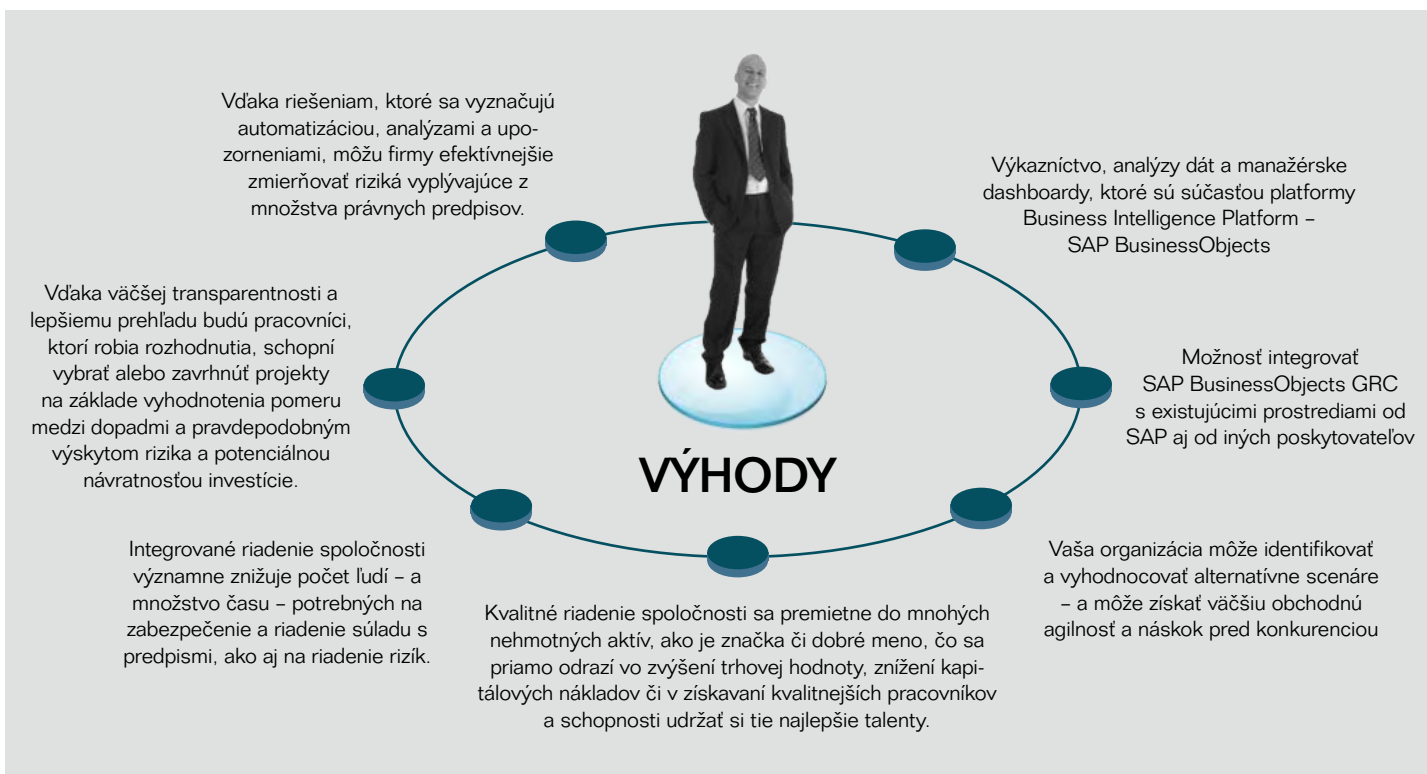 Vďaka riešeniam, ktoré sa vyznačujú
automatizáciou, analýzami a upo-
zorneniami, môžu firmy efektívnejšie
zmierňovať riziká vyplývajúce z
množstva právnych predpisov.
Výkazníctvo, analýzy dát a manažérske
dashboardy, ktoré sú súčasťou platformy
Business Intelligence Platform –
SAP BusinessObjects
Vďaka väčšej transparentnosti a
lepšiemu prehľadu budú pracovníci,
ktorí robia rozhodnutia, schopní
vybrať alebo zavrhnúť projekty
na základe vyhodnotenia pomeru
medzi dopadmi a pravdepodobným
výskytom rizika a potenciálnou
návratnosťou investície.
Možnosť integrovať
SAP BusinessObjects GRC
s existujúcimi prostrediami od
SAP aj od iných poskytovateľov
VÝHODY
Integrované riadenie spoločnosti
významne znižuje počet ľudí – a
množstvo času – potrebných na
zabezpečenie a riadenie súladu s
predpismi, ako aj na riadenie rizík.
Kvalitné riadenie spoločnosti sa premietne do mnohých
nehmotných aktív, ako je značka či dobré meno, čo sa
priamo odrazí vo zvýšení trhovej hodnoty, znížení kapi-
tálových nákladov či v získavaní kvalitnejších pracovníkov
a schopnosti udržať si tie najlepšie talenty.
Vaša organizácia môže identifikovať
a vyhodnocovať alternatívne scenáre
– a môže získať väčšiu obchodnú
agilnosť a náskok pred konkurenciou